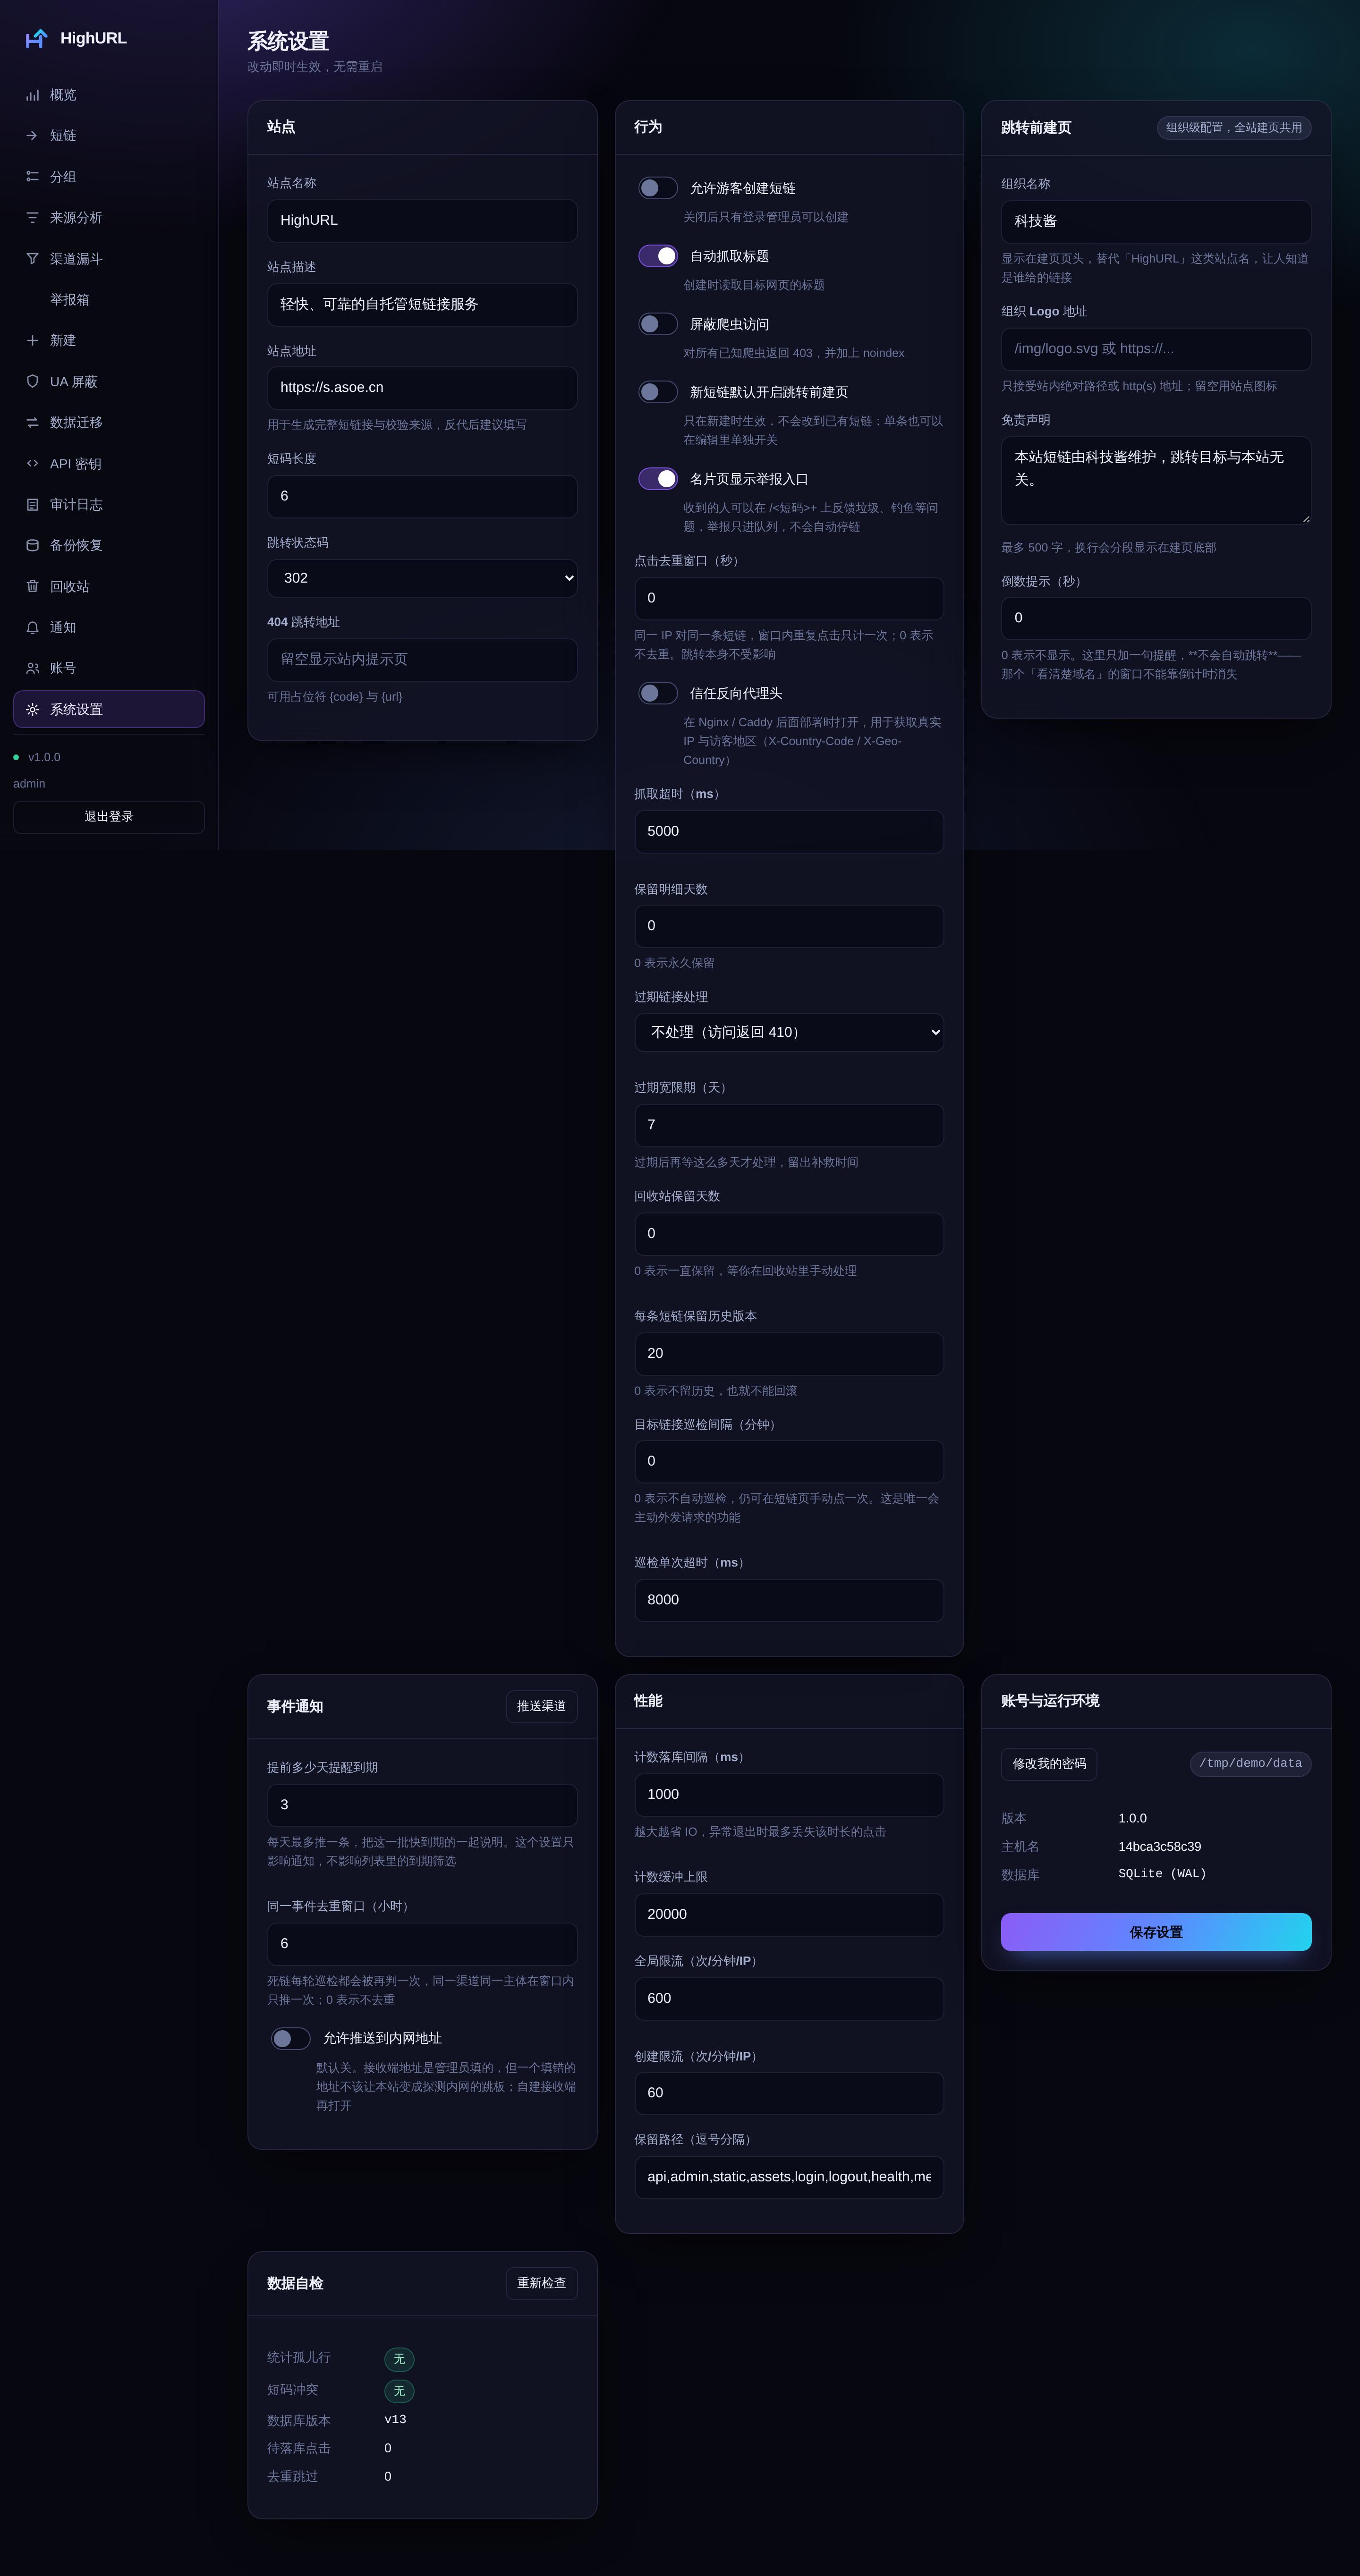 HighURL
概览
短链
分组
来源分析
渠道漏斗
举报箱
新建
UA 屏蔽
数据迁移
API 密钥
审计日志
备份恢复
回收站
通知
账号
系统设置
v1.0.0
admin
退出登录
系统设置
改动即时生效，无需重启
站点
站点名称
HighURL
站点描述
轻快、可靠的自托管短链接服务
站点地址
https://s.asoe.cn
用于生成完整短链接与校验来源，反代后建议填写
短码长度
6
跳转状态码
302
404 跳转地址
留空显示站内提示页
可用占位符 {code} 与 {url}
行为
允许游客创建短链
关闭后只有登录管理员可以创建
自动抓取标题
创建时读取目标网页的标题
屏蔽爬虫访问
对所有已知爬虫返回 403，并加上 noindex
新短链默认开启跳转前建页
只在新建时生效，不会改到已有短链；单条也可以
在编辑里单独开关
名片页显示举报入口
收到的人可以在 /<短码>+ 上反馈垃圾、钓鱼等问
题，举报只进队列，不会自动停链
点击去重窗口（秒）
0
同一 IP 对同一条短链，窗口内重复点击只计一次；0 表示
不去重。跳转本身不受影响
信任反向代理头
在 Nginx / Caddy 后面部署时打开，用于获取真实
IP 与访客地区（X-Country-Code / X-Geo-
Country）
抓取超时（ms）
5000
保留明细天数
0
0 表示永久保留
过期链接处理
不处理（访问返回 410）
过期宽限期（天）
7
过期后再等这么多天才处理，留出补救时间
回收站保留天数
0
0 表示一直保留，等你在回收站里手动处理
每条短链保留历史版本
20
0 表示不留历史，也就不能回滚
目标链接巡检间隔（分钟）
0
0 表示不自动巡检，仍可在短链页手动点一次。这是唯一会
主动外发请求的功能
巡检单次超时（ms）
8000
跳转前建页
组织级配置，全站建页共用
组织名称
科技酱
显示在建页页头，替代「HighURL」这类站点名，让人知道
是谁给的链接
组织 Logo 地址
/img/logo.svg 或 https://...
只接受站内绝对路径或 http(s) 地址；留空用站点图标
免责声明
本站短链由科技酱维护，跳转目标与本站无
关。
最多 500 字，换行会分段显示在建页底部
倒数提示（秒）
0
0 表示不显示。这里只加一句提醒，**不会自动跳转**——
那个「看清楚域名」的窗口不能靠倒计时消失
事件通知
推送渠道
提前多少天提醒到期
3
每天最多推一条，把这一批快到期的一起说明。这个设置只
影响通知，不影响列表里的到期筛选
同一事件去重窗口（小时）
6
死链每轮巡检都会被再判一次，同一渠道同一主体在窗口内
只推一次；0 表示不去重
允许推送到内网地址
默认关。接收端地址是管理员填的，但一个填错的
地址不该让本站变成探测内网的跳板；自建接收端
再打开
性能
计数落库间隔（ms）
1000
越大越省 IO，异常退出时最多丢失该时长的点击
计数缓冲上限
20000
全局限流（次/分钟/IP）
600
创建限流（次/分钟/IP）
60
保留路径（逗号分隔）
api,admin,static,assets,login,logout,health,me
账号与运行环境
修改我的密码
/tmp/demo/data
版本 1.0.0
主机名 14bca3c58c39
数据库 SQLite (WAL)
保存设置
数据自检
重新检查
统计孤儿行 无
短码冲突 无
数据库版本 v13
待落库点击 0
去重跳过 0